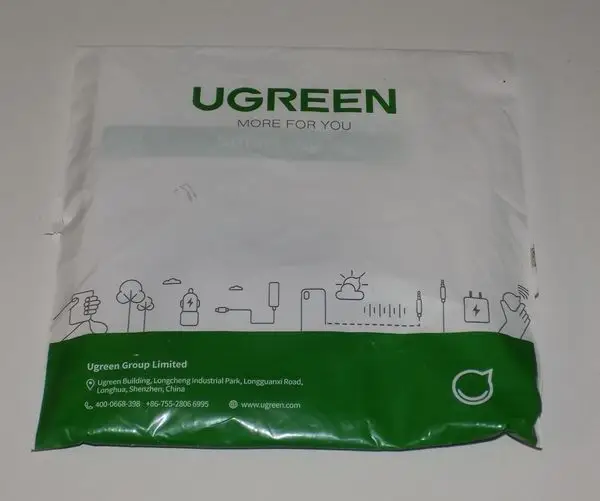 UGREEN
MORE FOR YOU
Ugreen Group Limited
Ugreen Building, Longcheng Industrial Park, Longguanxi Road,
Longhua, Shenzhen, China
400-0668-398 +86-755-2806 6995
www.ugreen.com